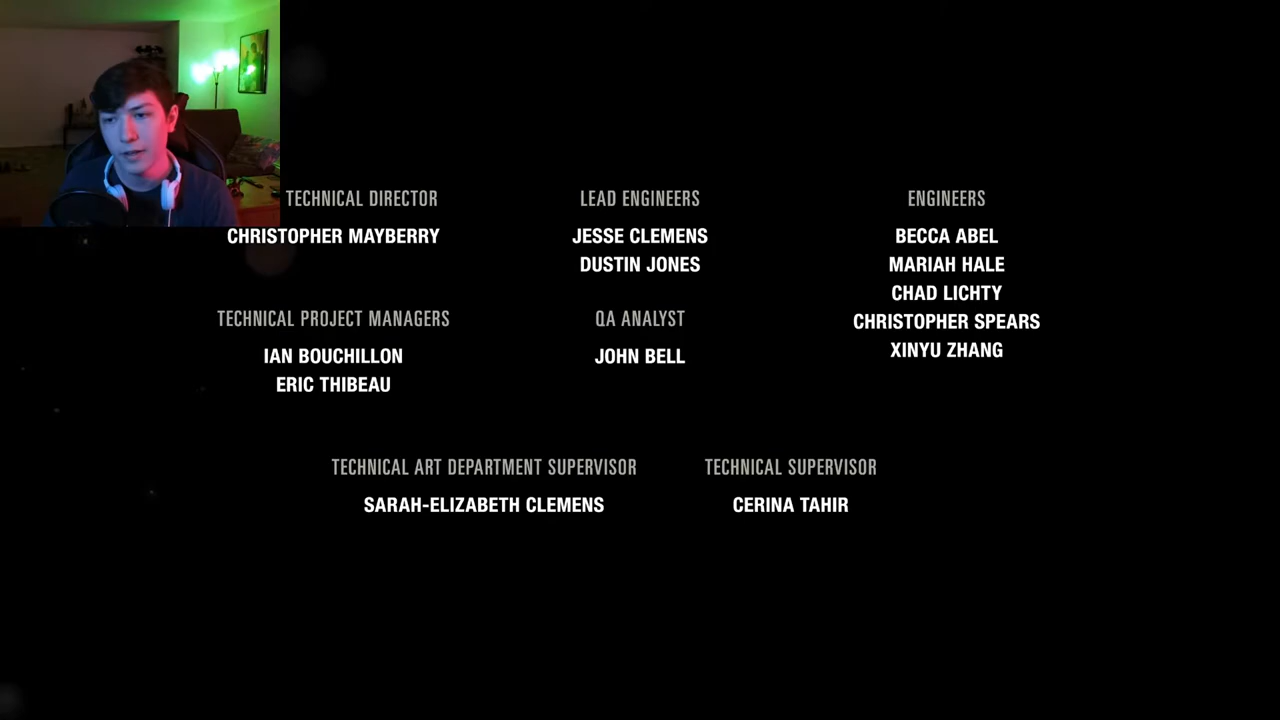 TECHNICAL DIRECTOR
CHRISTOPHER MAYBERRY
LEAD ENGINEERS
JESSE CLEMENS
DUSTIN JONES
ENGINEERS
BECCA ABEL
MARIAH HALE
CHAD LICHTY
CHRISTOPHER SPEARS
XINYU ZHANG
TECHNICAL PROJECT MANAGERS
IAN BOUCHILLON
ERIC THIBEAU
QA ANALYST
JOHN BELL
TECHNICAL ART DEPARTMENT SUPERVISOR
SARAH-ELIZABETH CLEMENS
TECHNICAL SUPERVISOR
CERINA TAHIR